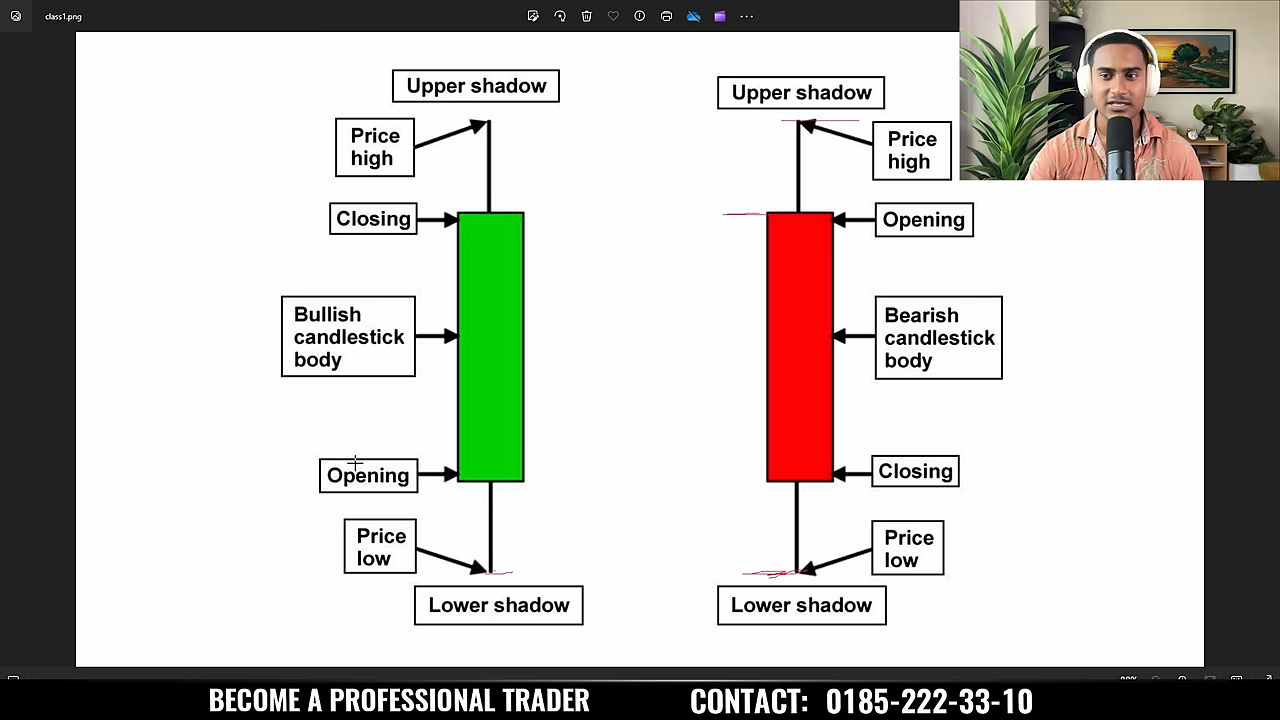 class1.png
Upper shadow
Price
high
Closing
Bullish
candlestick
body
Opening
Price
low
Lower shadow
Upper shadow
Price
high
Opening
Bearish
candlestick
body
Closing
Price
low
Lower shadow
BECOME A PROFESSIONAL TRADER
CONTACT: 0185-222-33-10